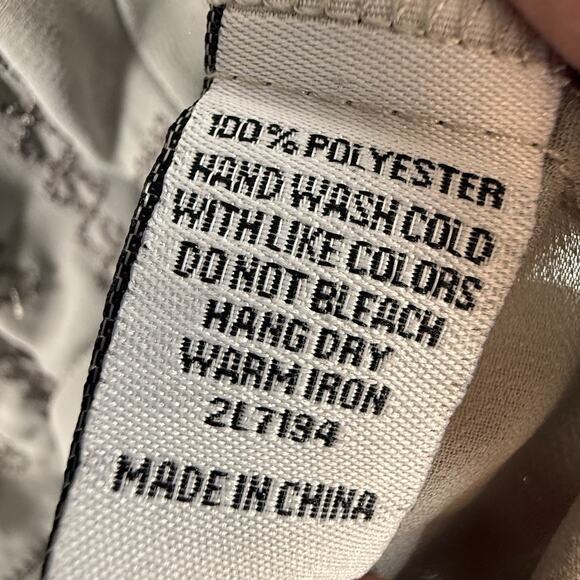 100% POLYESTER
HAND WASH COLD
WITH LIKE COLORS
DO NOT BLEACH
HANG DRY
WARM IRON
2L7194
MADE IN CHINA